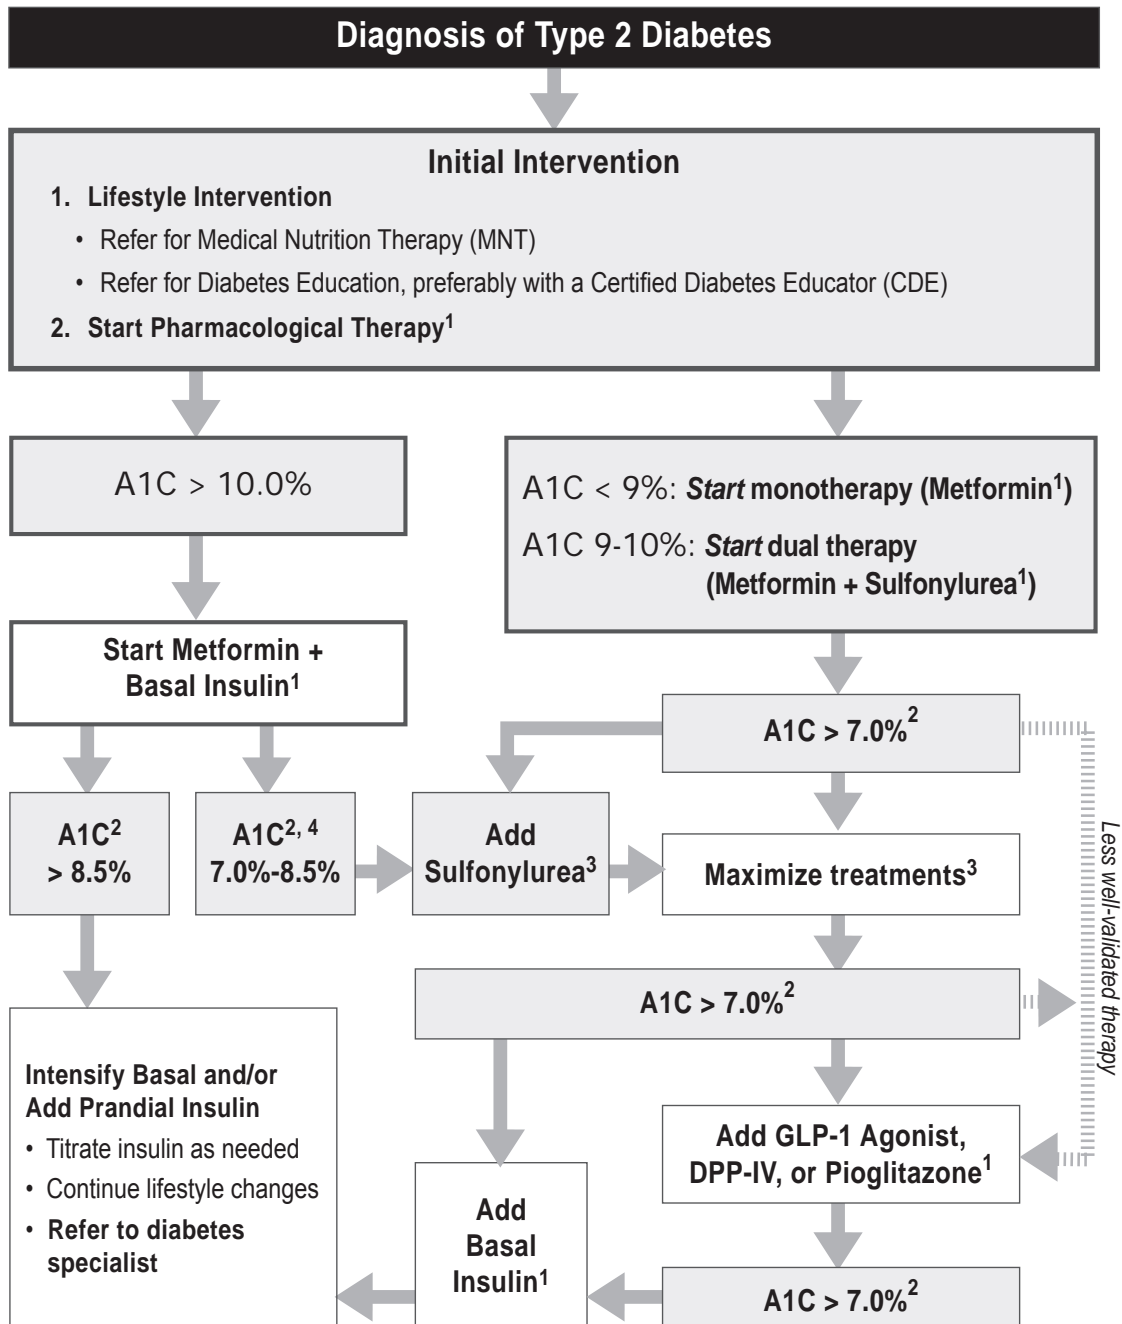 Diagnosis of Type 2 Diabetes
Initial Intervention
1. Lifestyle Intervention
• Refer for Medical Nutrition Therapy (MNT)
• Refer for Diabetes Education, preferably with a Certified Diabetes Educator (CDE)
2. Start Pharmacological Therapy¹
A1C > 10.0%
A1C < 9%: Start monotherapy (Metformin¹)
A1C 9-10%: Start dual therapy
(Metformin + Sulfonylurea¹)
Start Metformin +
Basal Insulin¹
A1C > 7.0%²
A1C²
> 8.5%
A1C²,⁴
7.0%-8.5%
Add
Sulfonylurea³
Maximize treatments³
Less well-validated therapy
A1C > 7.0%²
Intensify Basal and/or
Add Prandial Insulin
• Titrate insulin as needed
• Continue lifestyle changes
• Refer to diabetes
specialist
Add GLP-1 Agonist,
DPP-IV, or Pioglitazone¹
Add
Basal
Insulin¹
A1C > 7.0%²